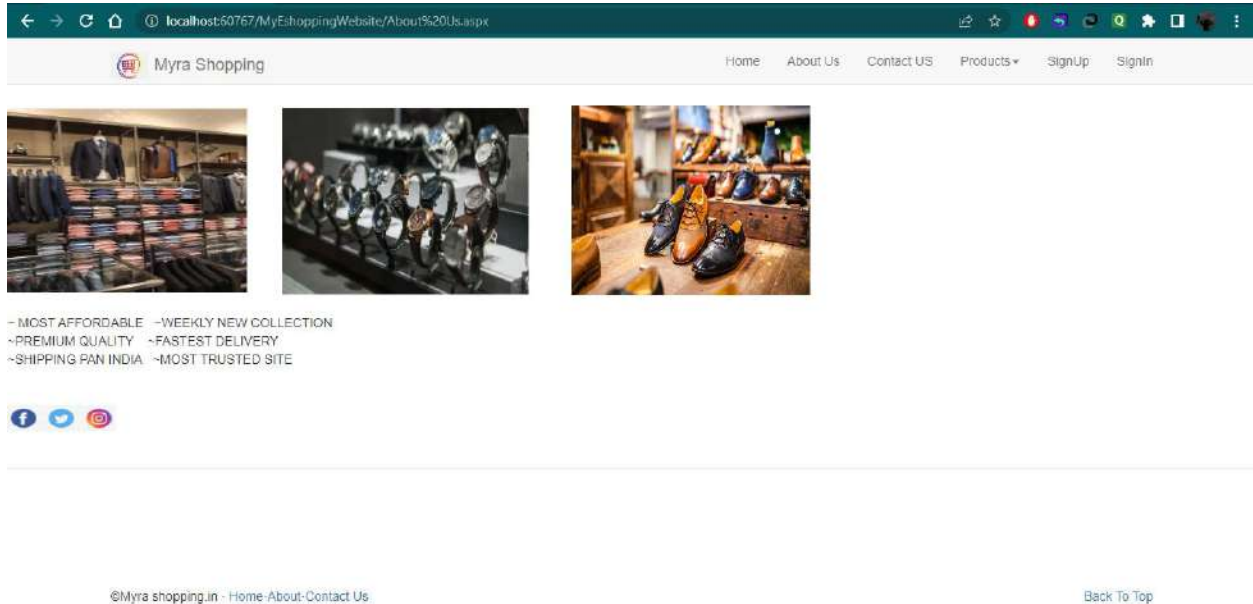 localhost:60767/MyEshoppingWebsite/About%20Us.aspx
Myra Shopping Home About Us Contact US Products SignUp SignIn
~ MOST AFFORDABLE ~WEEKLY NEW COLLECTION
~PREMIUM QUALITY ~FASTEST DELIVERY
~SHIPPING PAN INDIA ~MOST TRUSTED SITE
©Myra shopping.in - Home-About-Contact Us Back To Top